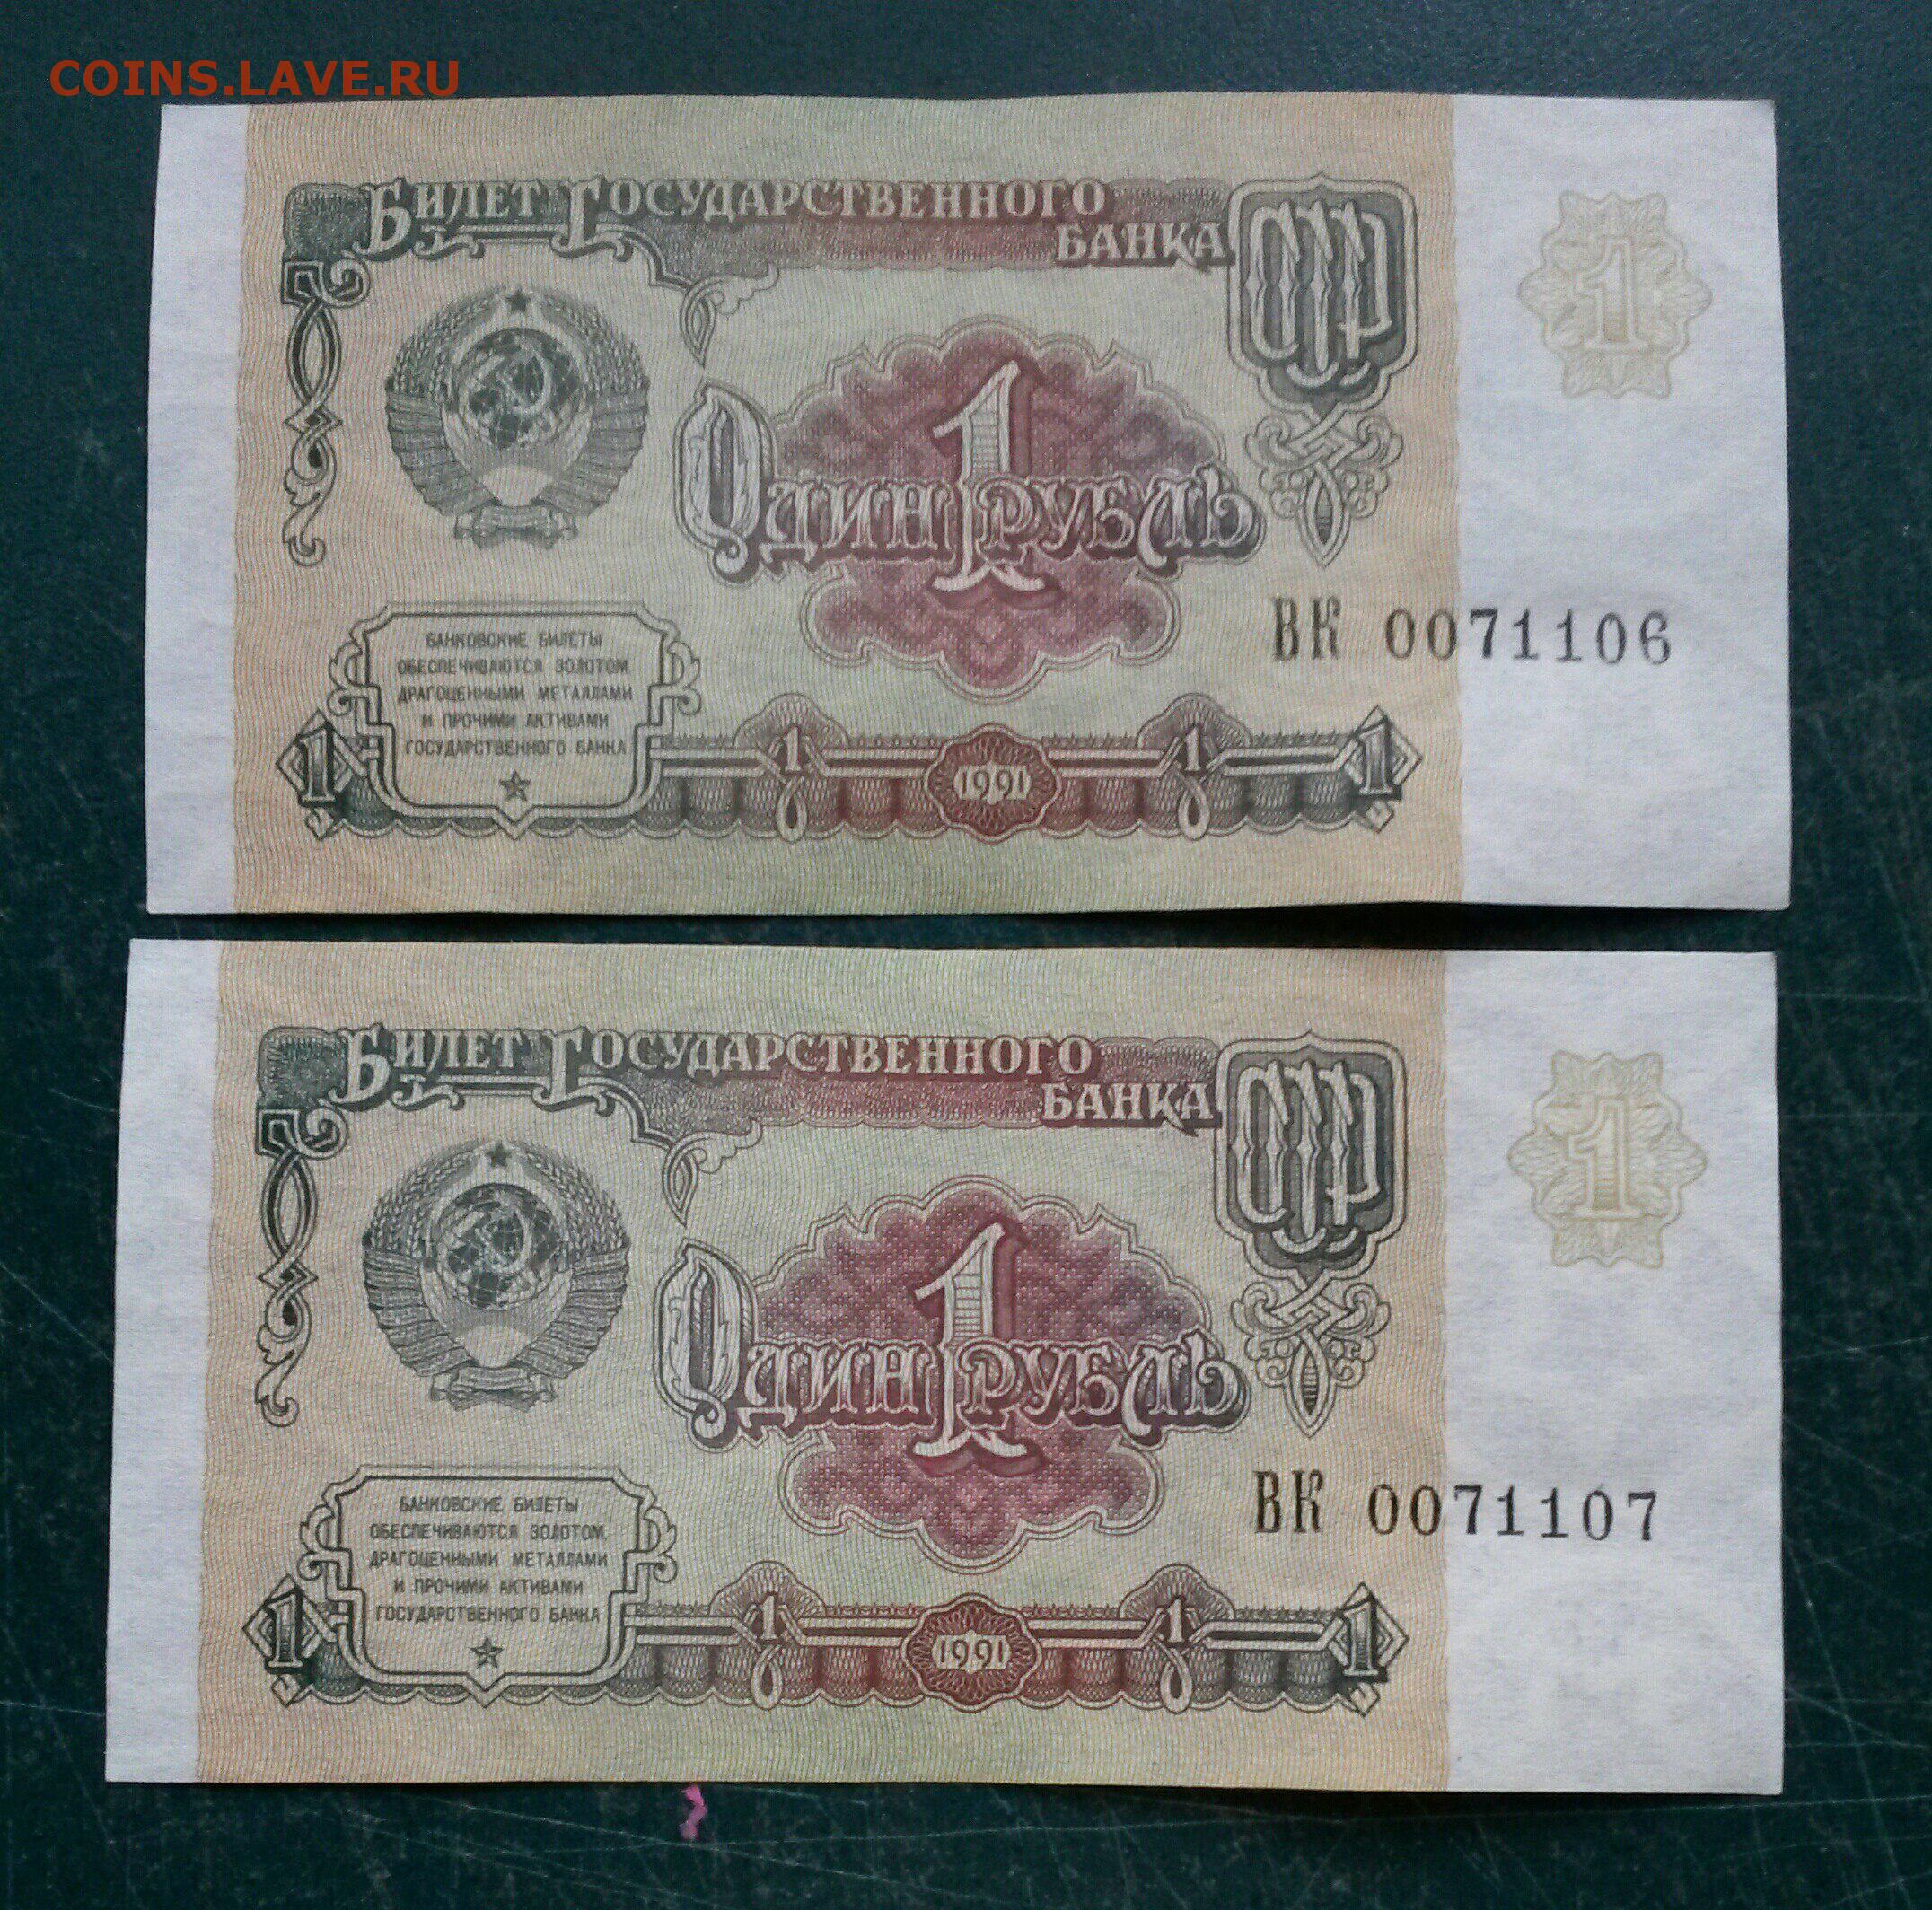 COINS.LAVE.RU
БИЛЕТ ГОСУДАРСТВЕННОГО
БАНКА
СССР
1
1
ОДИН РУБЛЬ
ВК 0071106
БАНКОВСКИЕ БИЛЕТЫ
ОБЕСПЕЧИВАЮТСЯ ЗОЛОТОМ,
ДРАГОЦЕННЫМИ МЕТАЛЛАМИ
И ПРОЧИМИ АКТИВАМИ
ГОСУДАРСТВЕННОГО БАНКА
1 1 1991 1 1
БИЛЕТ ГОСУДАРСТВЕННОГО
БАНКА
СССР
1
1
ОДИН РУБЛЬ
ВК 0071107
БАНКОВСКИЕ БИЛЕТЫ
ОБЕСПЕЧИВАЮТСЯ ЗОЛОТОМ,
ДРАГОЦЕННЫМИ МЕТАЛЛАМИ
И ПРОЧИМИ АКТИВАМИ
ГОСУДАРСТВЕННОГО БАНКА
1 1 1991 1 1